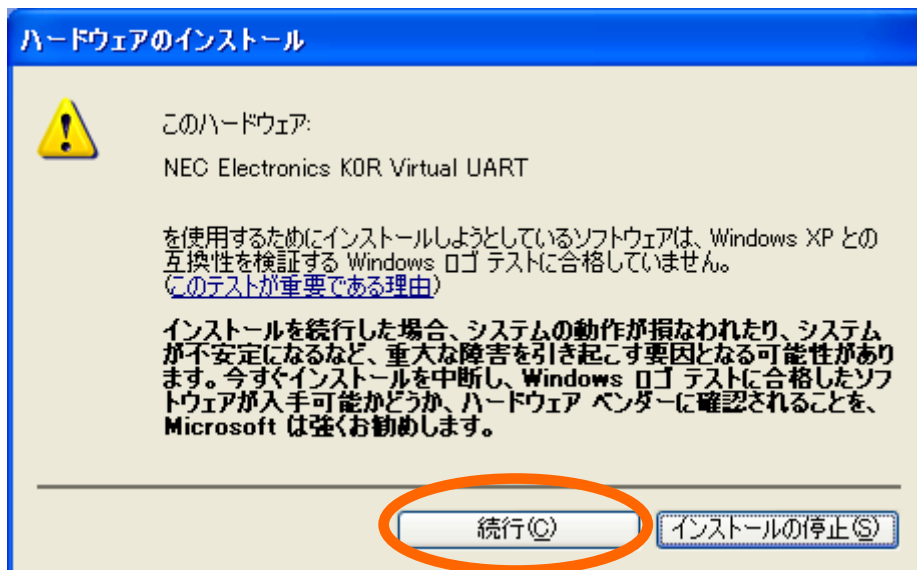 ハードウェアのインストール
このハードウェア:
NEC Electronics K0R Virtual UART
を使用するためにインストールしようとしているソフトウェアは、Windows XP との
互換性を検証する Windows ロゴ テストに合格していません。
(このテストが重要である理由)
インストールを続行した場合、システムの動作が損なわれたり、システム
が不安定になるなど、重大な障害を引き起こす要因となる可能性があり
ます。今すぐインストールを中断し、Windows ロゴ テストに合格したソフ
トウェアが入手可能かどうか、ハードウェア ベンダーに確認されることを、
Microsoft は強くお勧めします。
続行(C) インストールの停止(S)